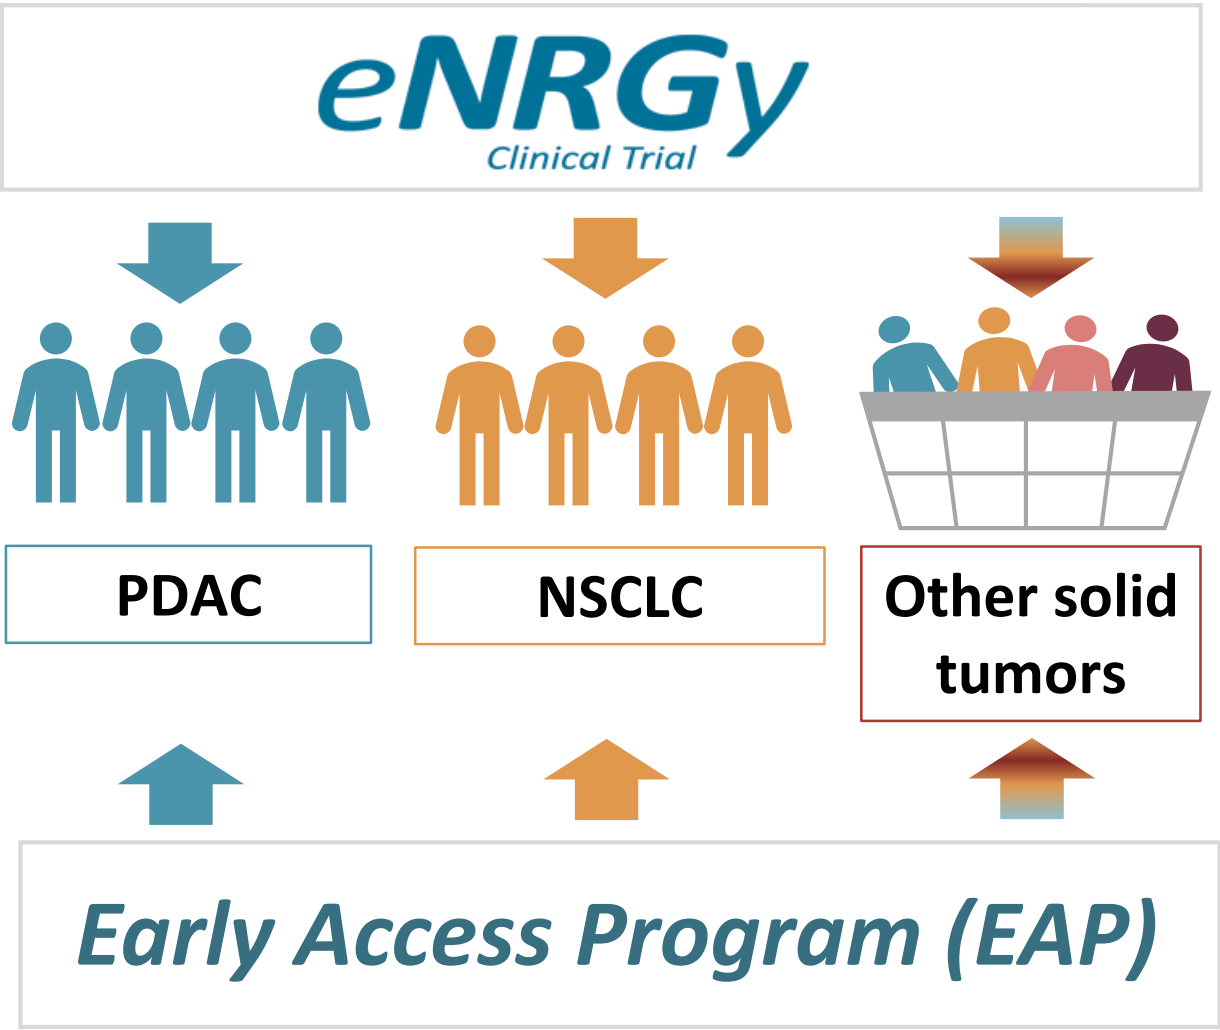 eNRGy
Clinical Trial
PDAC
NSCLC
Other solid
tumors
Early Access Program (EAP)